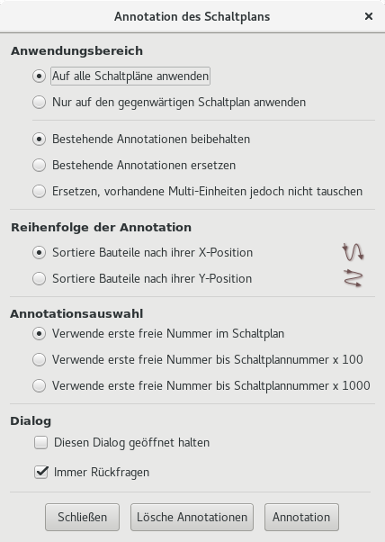 Annotation des Schaltplans
Anwendungsbereich
Auf alle Schaltpläne anwenden
Nur auf den gegenwärtigen Schaltplan anwenden
Bestehende Annotationen beibehalten
Bestehende Annotationen ersetzen
Ersetzen, vorhandene Multi-Einheiten jedoch nicht tauschen
Reihenfolge der Annotation
Sortiere Bauteile nach ihrer X-Position
Sortiere Bauteile nach ihrer Y-Position
Annotationsauswahl
Verwende erste freie Nummer im Schaltplan
Verwende erste freie Nummer bis Schaltplannummer x 100
Verwende erste freie Nummer bis Schaltplannummer x 1000
Dialog
Diesen Dialog geöffnet halten
Immer Rückfragen
Schließen Lösche Annotationen Annotation